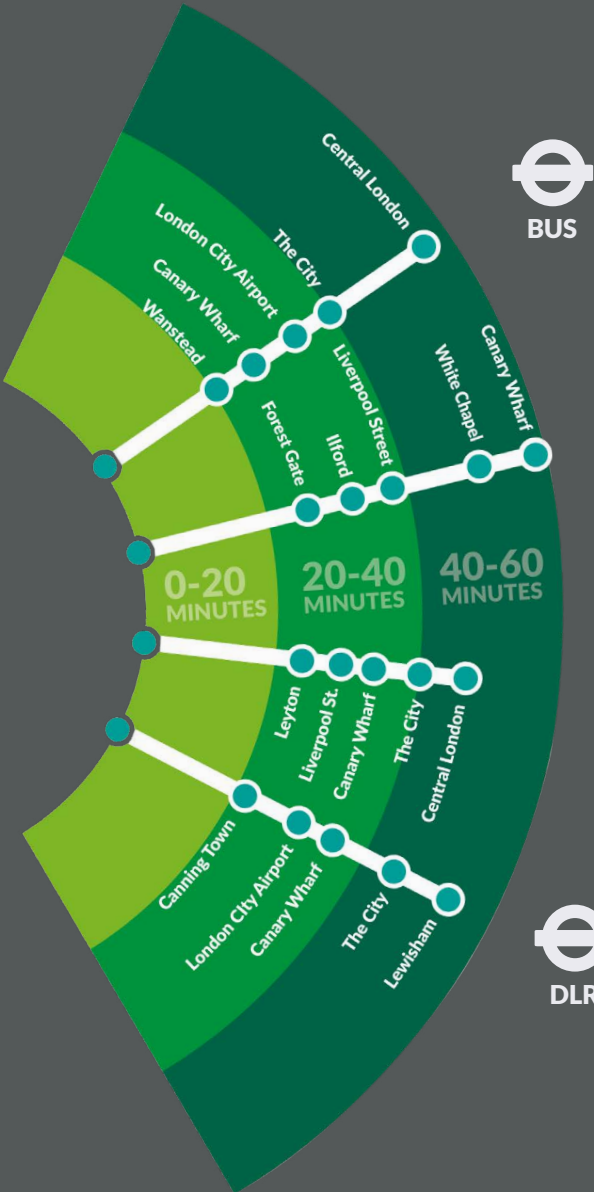 Central London
The City
London City Airport
Canary Wharf
Wanstead
BUS
Canary Wharf
White Chapel
Liverpool Street
Ilford
Forest Gate
0-20
MINUTES
20-40
MINUTES
40-60
MINUTES
Leyton
Liverpool St.
Canary Wharf
The City
Central London
Canning Town
London City Airport
Canary Wharf
The City
Lewisham
DLR